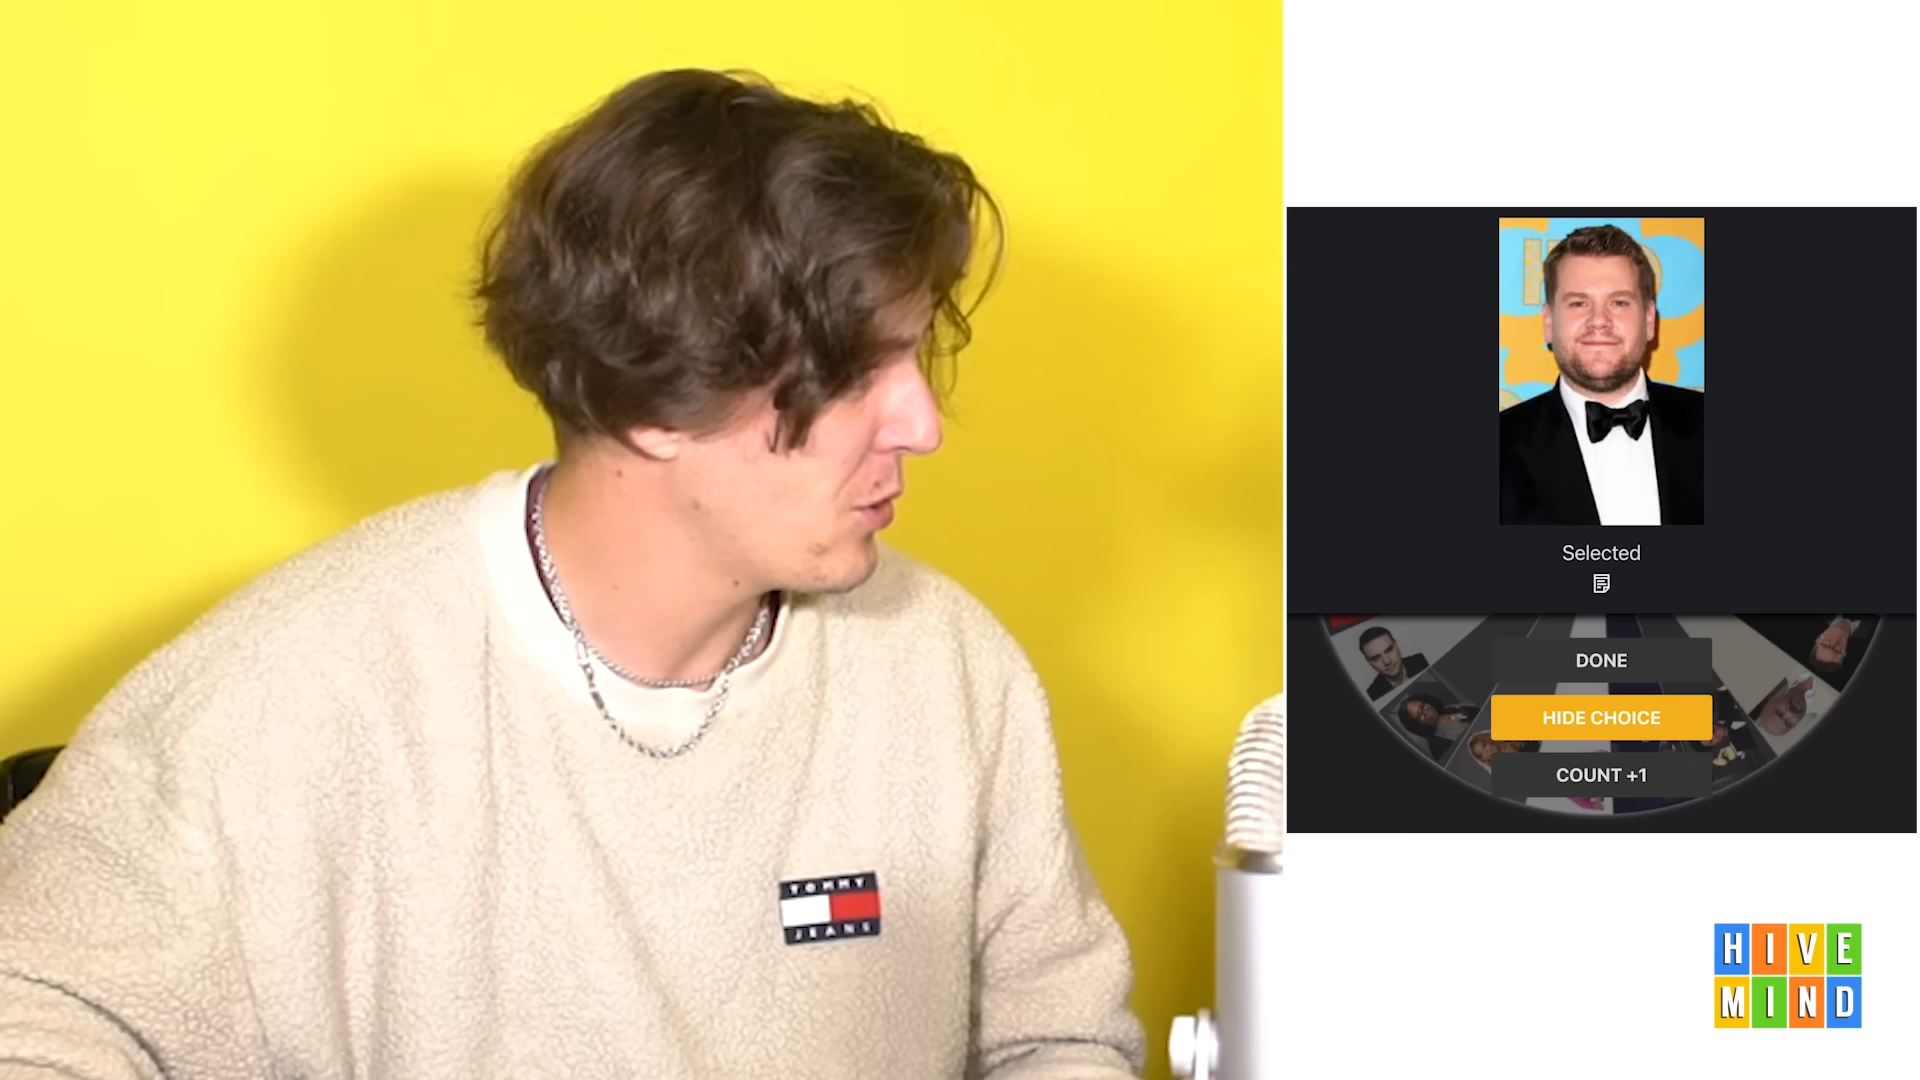 Selected
DONE
HIDE CHOICE
COUNT +1
TOMMY
JEANS
HIVE
MIND